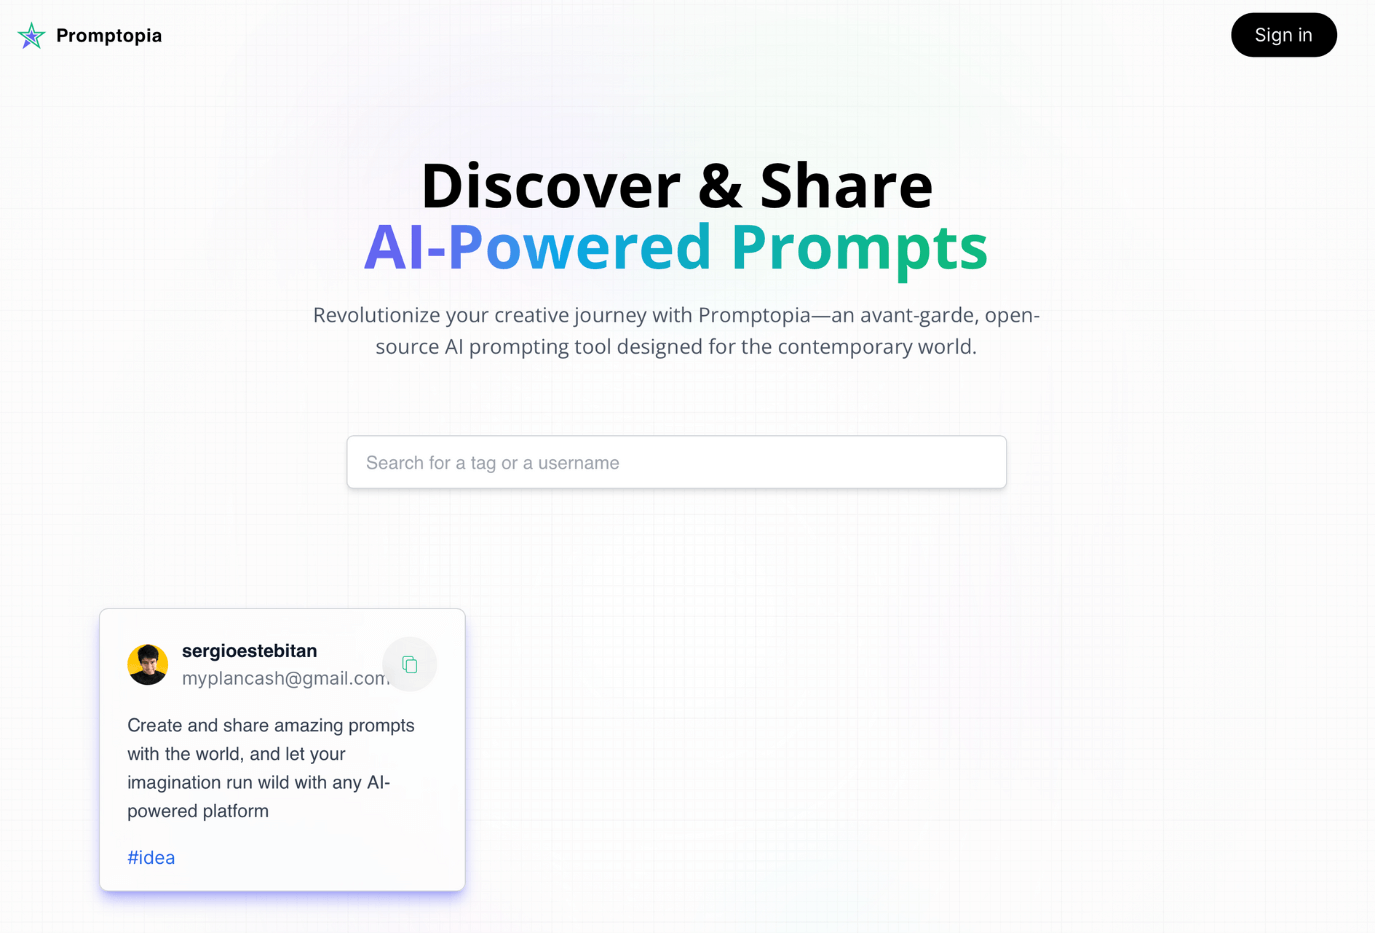 Promptopia
Sign in
Discover & Share
AI-Powered Prompts
Revolutionize your creative journey with Promptopia—an avant-garde, open-
source AI prompting tool designed for the contemporary world.
Search for a tag or a username
sergioestebitan
myplancash@gmail.com
Create and share amazing prompts
with the world, and let your
imagination run wild with any AI-
powered platform
#idea